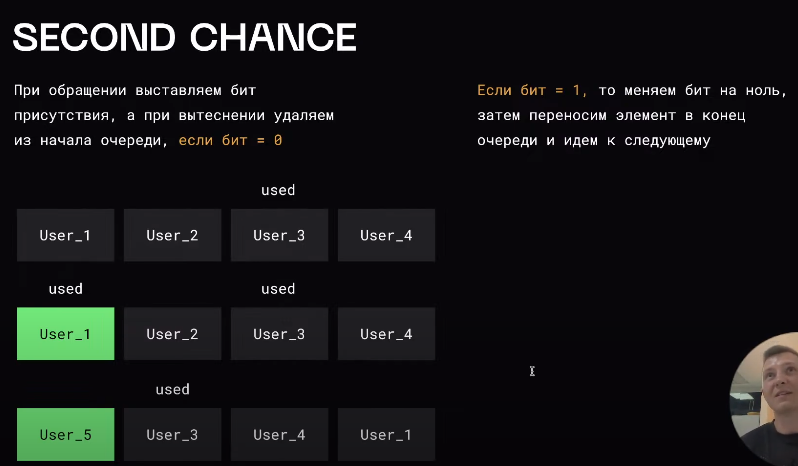 SECOND CHANCE
При обращении выставляем бит
присутствия, а при вытеснении удаляем
из начала очереди, если бит = 0
Если бит = 1, то меняем бит на ноль,
затем переносим элемент в конец
очереди и идем к следующему
used
User_1 User_2 User_3 User_4
used used
User_1 User_2 User_3 User_4
used
User_5 User_3 User_4 User_1